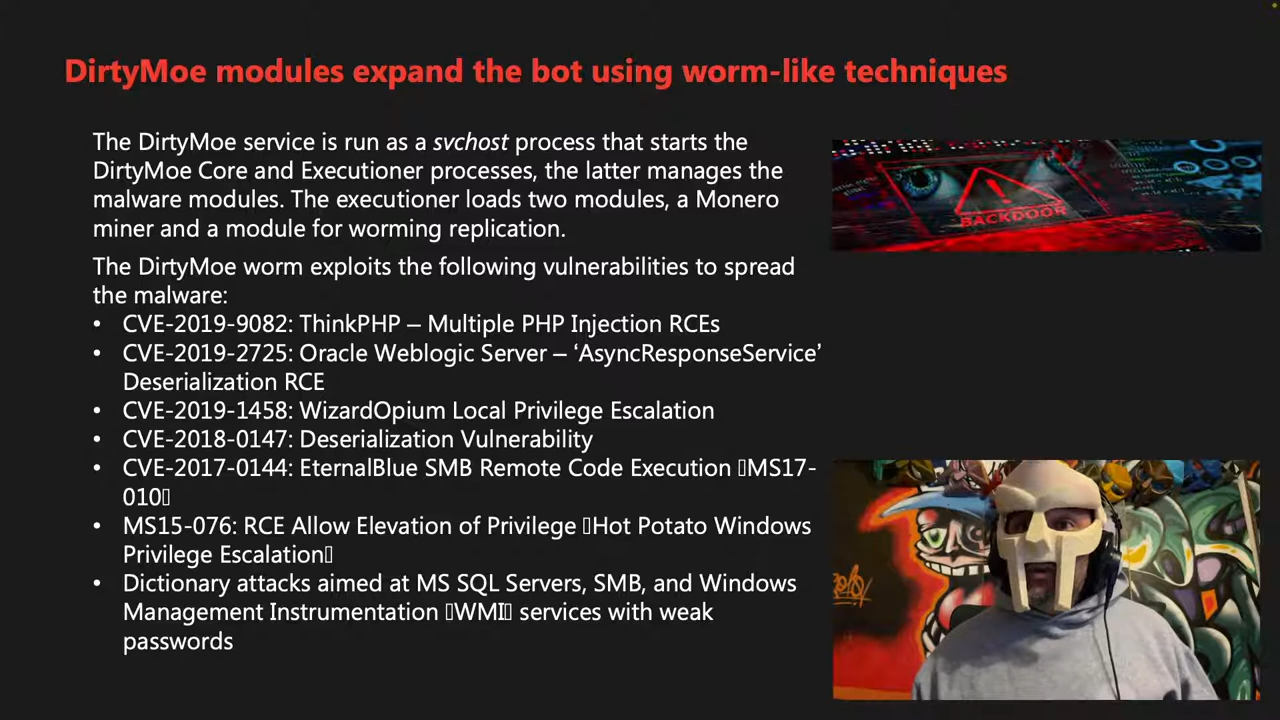 DirtyMoe modules expand the bot using worm-like techniques
The DirtyMoe service is run as a svchost process that starts the
DirtyMoe Core and Executioner processes, the latter manages the
malware modules. The executioner loads two modules, a Monero
miner and a module for worming replication.
The DirtyMoe worm exploits the following vulnerabilities to spread
the malware:
• CVE-2019-9082: ThinkPHP – Multiple PHP Injection RCEs
• CVE-2019-2725: Oracle Weblogic Server – ‘AsyncResponseService’
Deserialization RCE
• CVE-2019-1458: WizardOpium Local Privilege Escalation
• CVE-2018-0147: Deserialization Vulnerability
• CVE-2017-0144: EternalBlue SMB Remote Code Execution ▯MS17-
010▯
• MS15-076: RCE Allow Elevation of Privilege ▯Hot Potato Windows
Privilege Escalation▯
• Dictionary attacks aimed at MS SQL Servers, SMB, and Windows
Management Instrumentation ▯WMI▯ services with weak
passwords
BACKDOOR